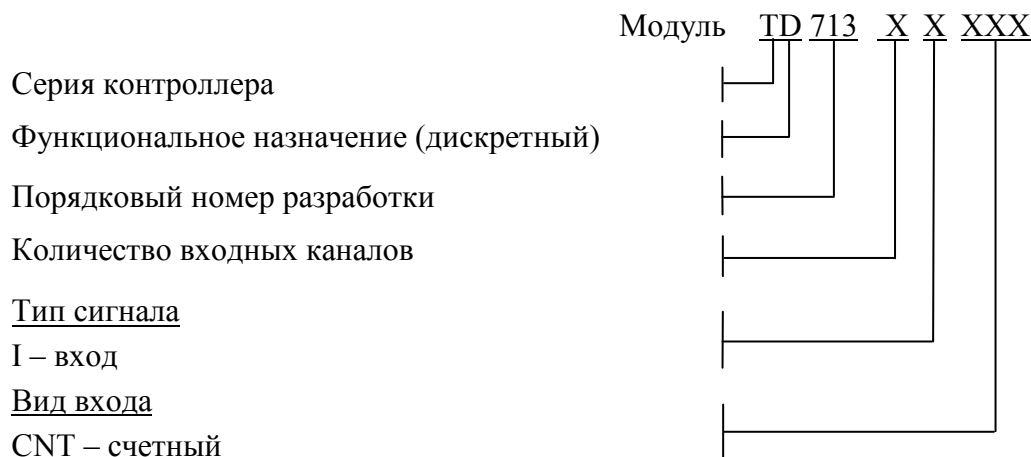 Модуль TD 713 X X XXX
Серия контроллера
Функциональное назначение (дискретный)
Порядковый номер разработки
Количество входных каналов
Тип сигнала
I – вход
Вид входа
CNT – счетный